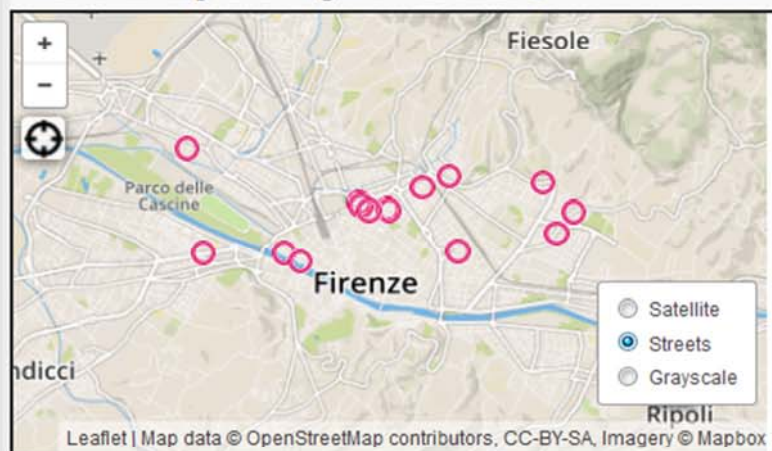 Fiesole
+
−
Parco delle
Cascine
Firenze
Satellite
Streets
Grayscale
ndicci
Ripoli
Leaflet | Map data © OpenStreetMap contributors, CC-BY-SA, Imagery © Mapbox